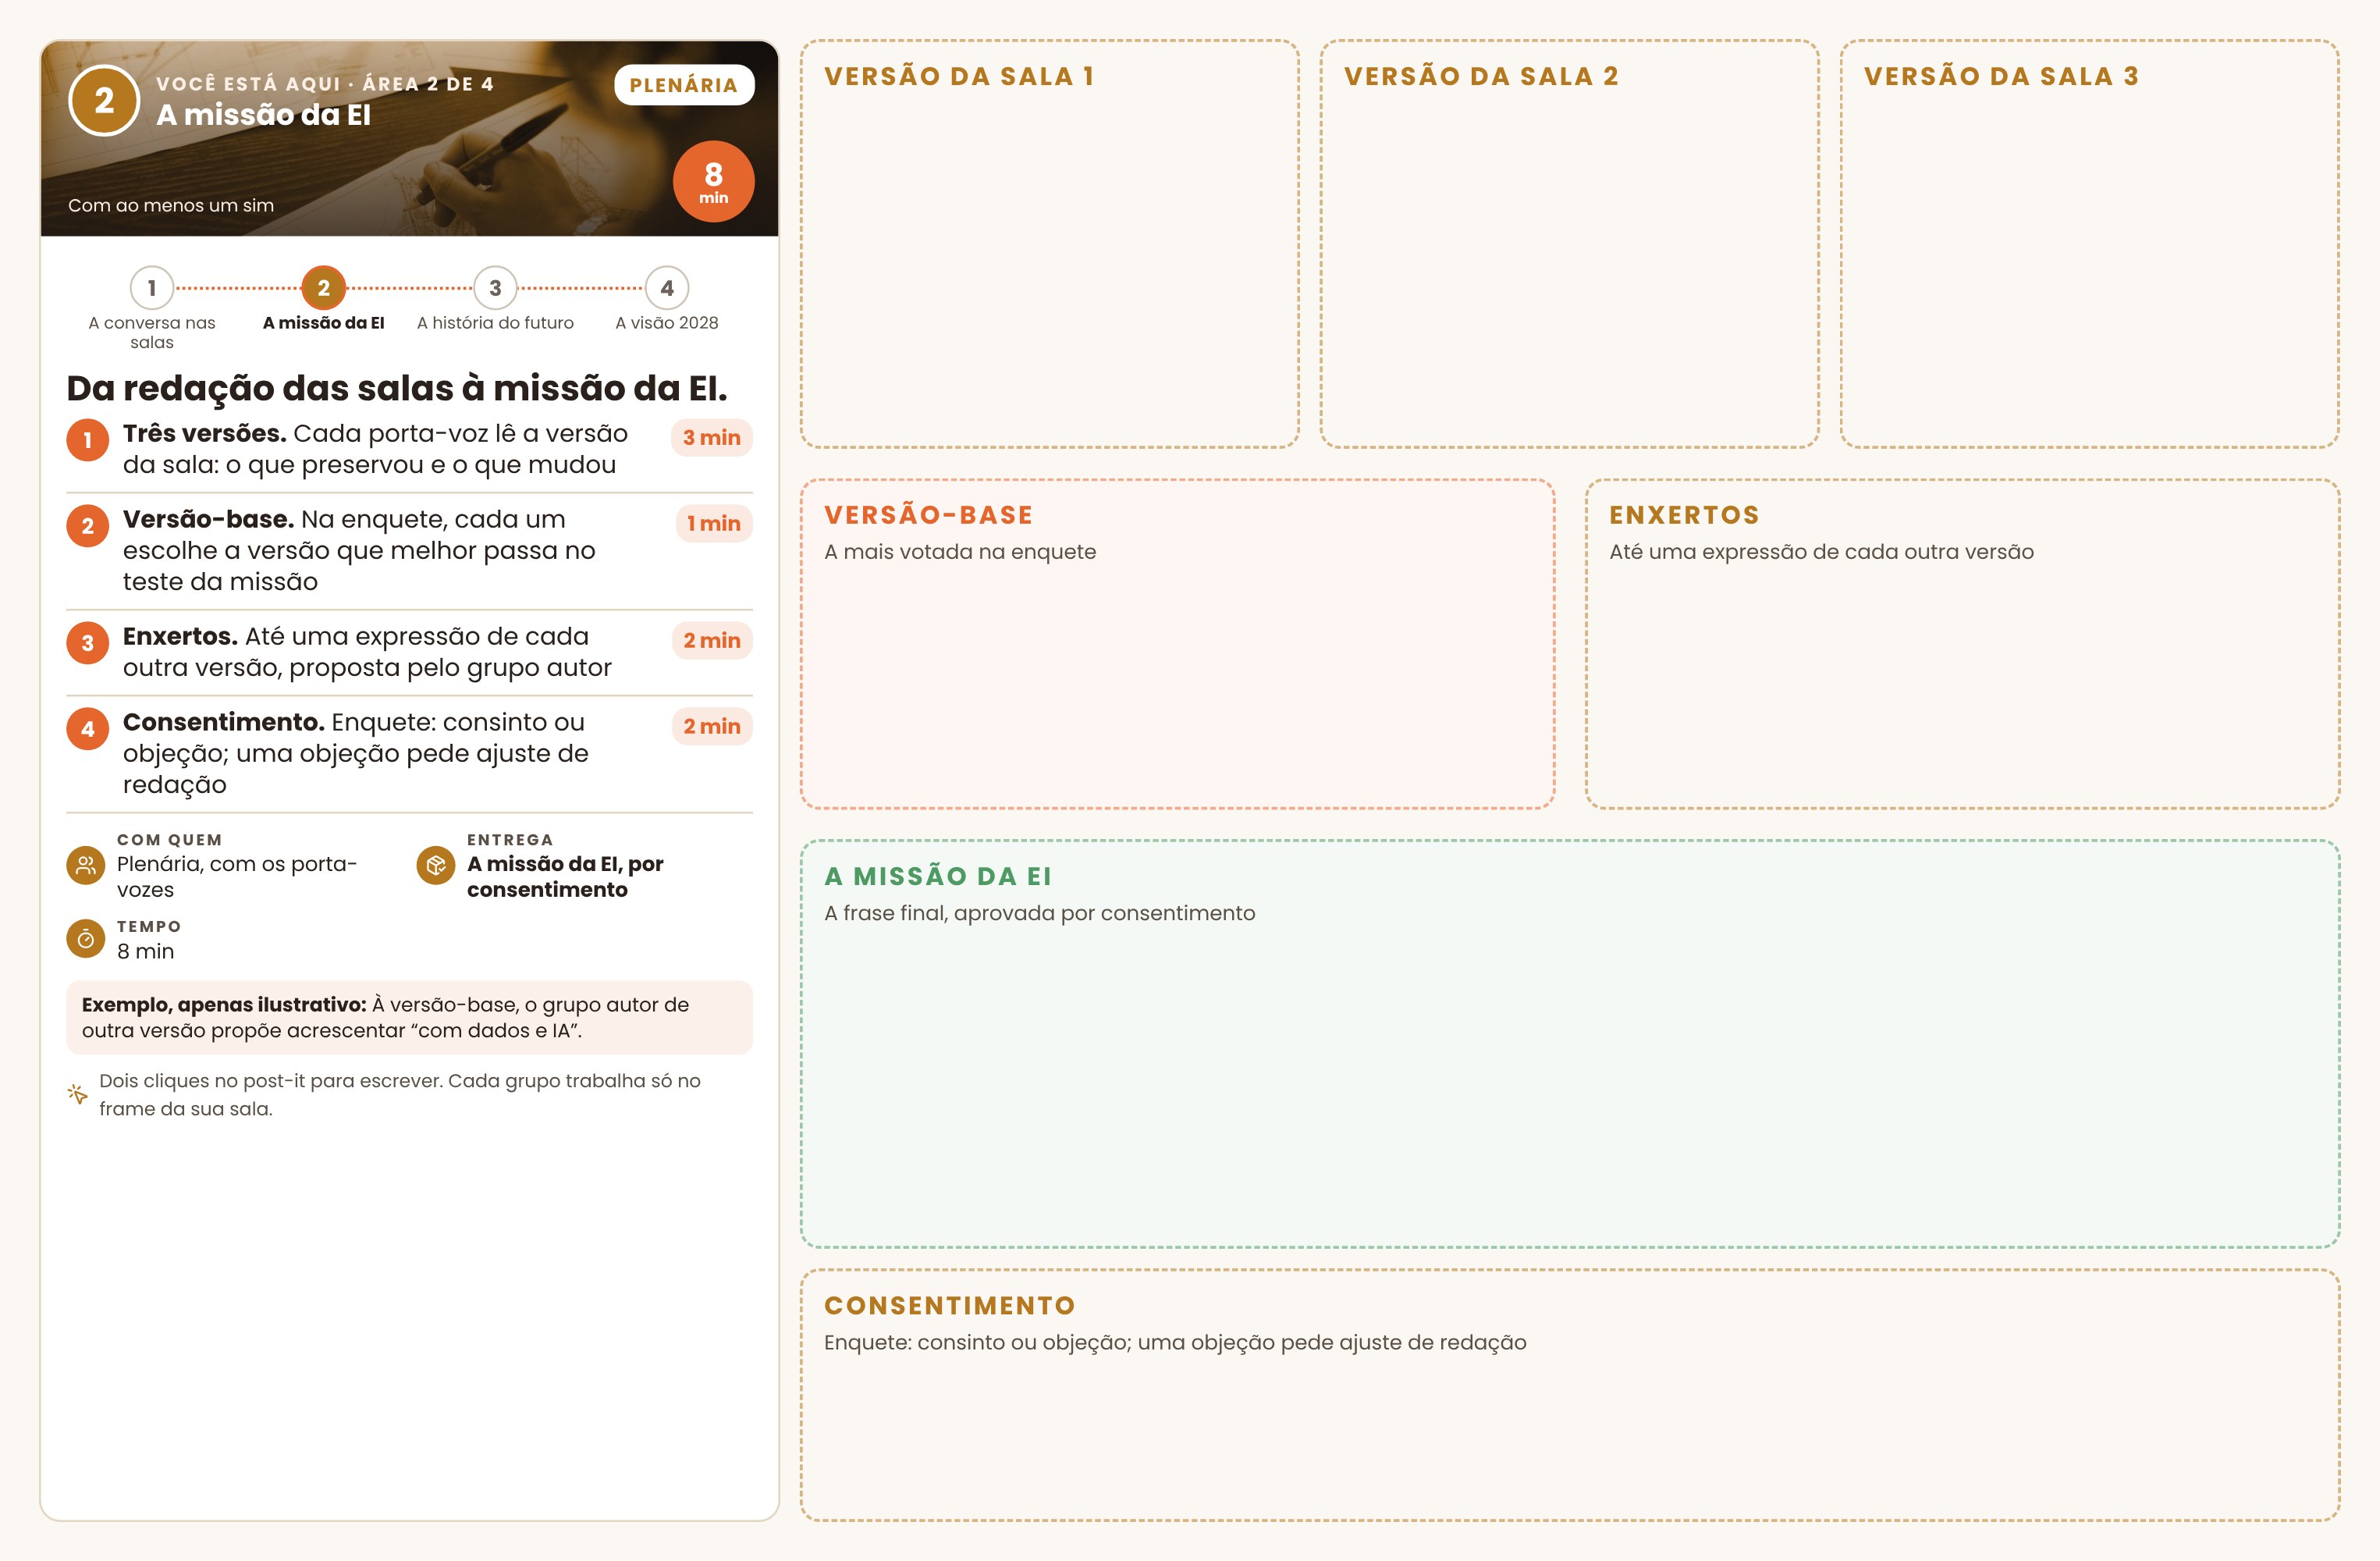 2
VOCÊ ESTÁ AQUI · ÁREA 2 DE 4
A missão da EI
PLENÁRIA
8
min
Com ao menos um sim
1
2
3
4
A conversa nas
salas
A missão da EI
A história do futuro
A visão 2028
Da redação das salas à missão da EI.
1
Três versões. Cada porta-voz lê a versão
da sala: o que preservou e o que mudou
3 min
2
Versão-base. Na enquete, cada um
escolhe a versão que melhor passa no
teste da missão
1 min
3
Enxertos. Até uma expressão de cada
outra versão, proposta pelo grupo autor
2 min
4
Consentimento. Enquete: consinto ou
objeção; uma objeção pede ajuste de
redação
2 min
COM QUEM
Plenária, com os porta-
vozes
ENTREGA
A missão da EI, por
consentimento
TEMPO
8 min
Exemplo, apenas ilustrativo: À versão-base, o grupo autor de
outra versão propõe acrescentar “com dados e IA”.
Dois cliques no post-it para escrever. Cada grupo trabalha só no
frame da sua sala.
VERSÃO DA SALA 1
VERSÃO DA SALA 2
VERSÃO DA SALA 3
VERSÃO-BASE
A mais votada na enquete
ENXERTOS
Até uma expressão de cada outra versão
A MISSÃO DA EI
A frase final, aprovada por consentimento
CONSENTIMENTO
Enquete: consinto ou objeção; uma objeção pede ajuste de redação